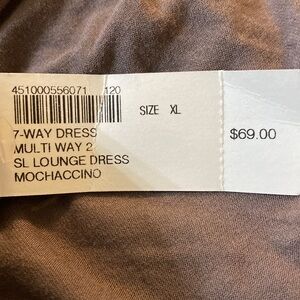 451000556071 120
SIZE XL
7-WAY DRESS
MULTI WAY 2
SL LOUNGE DRESS
MOCHACCINO
$69.00